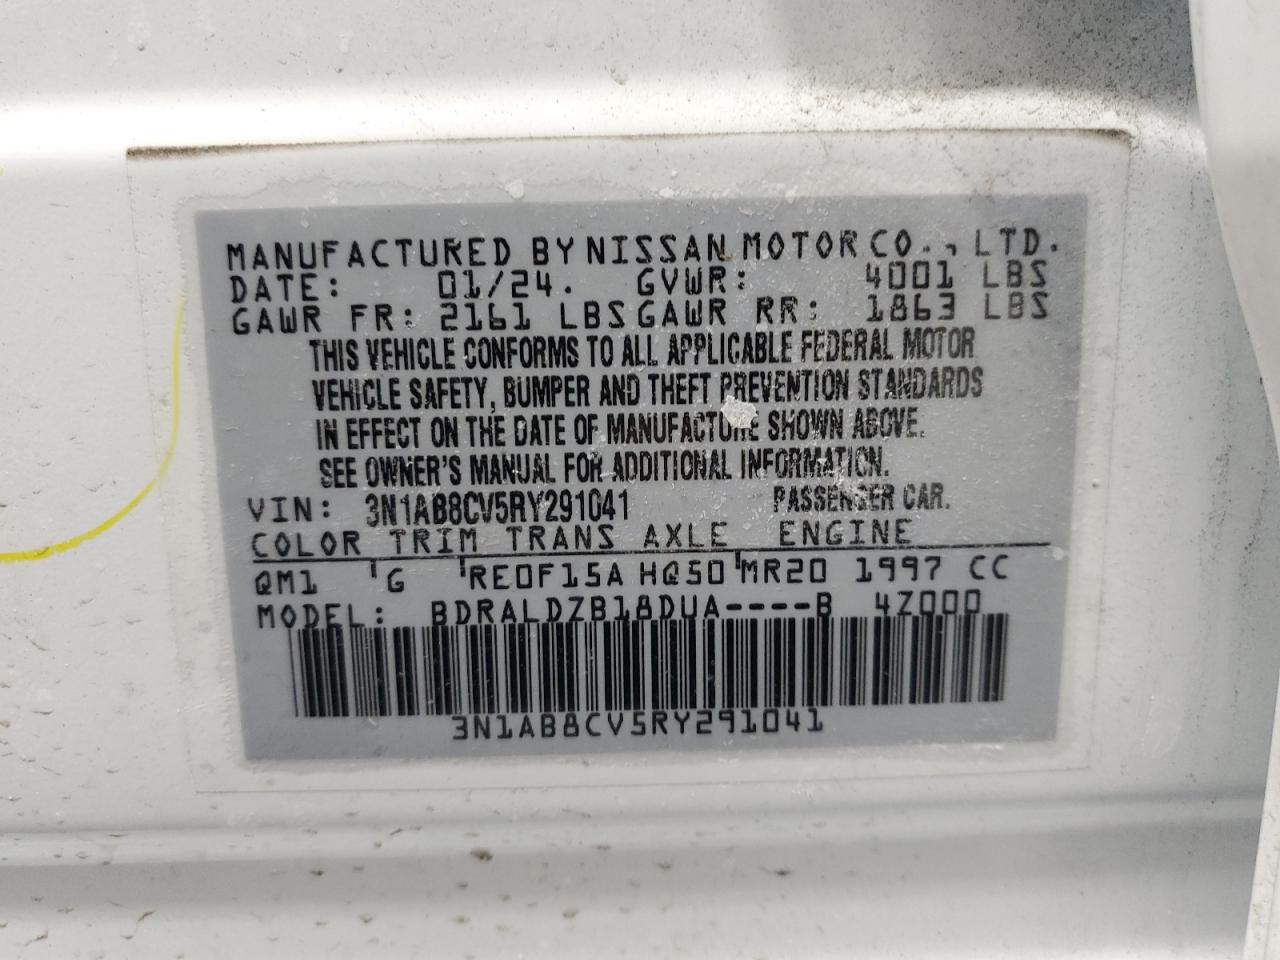 MANUFACTURED BY NISSAN MOTOR CO., LTD.
DATE: 01/24. GVWR: 4001 LBS
GAWR FR: 2161 LBS GAWR RR: 1863 LBS
THIS VEHICLE CONFORMS TO ALL APPLICABLE FEDERAL MOTOR
VEHICLE SAFETY, BUMPER AND THEFT PREVENTION STANDARDS
IN EFFECT ON THE DATE OF MANUFACTURE SHOWN ABOVE.
SEE OWNER'S MANUAL FOR ADDITIONAL INFORMATION.
VIN: 3N1AB8CV5RY291041 PASSENGER CAR.
COLOR TRIM TRANS AXLE ENGINE
QM1 G RE0F15A HQ50 MR20 1997 CC
MODEL: BDRALDZB18DUA----B 4Z000
3N1AB8CV5RY291041